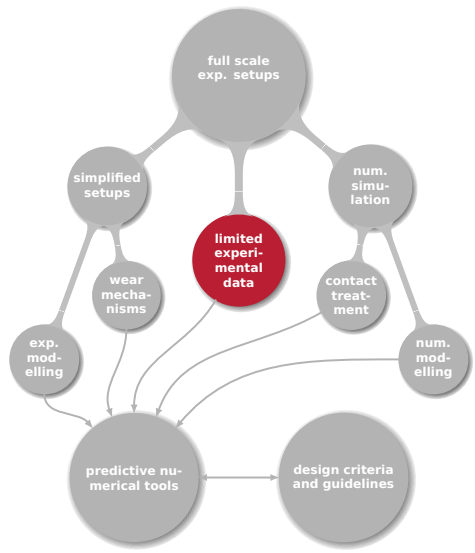 full scale
exp. setups
simplified
setups
num.
simu-
lation
limited
experi-
mental
data
wear
mecha-
nisms
contact
treat-
ment
exp.
mod-
elling
num.
mod-
elling
predictive nu-
merical tools
design criteria
and guidelines